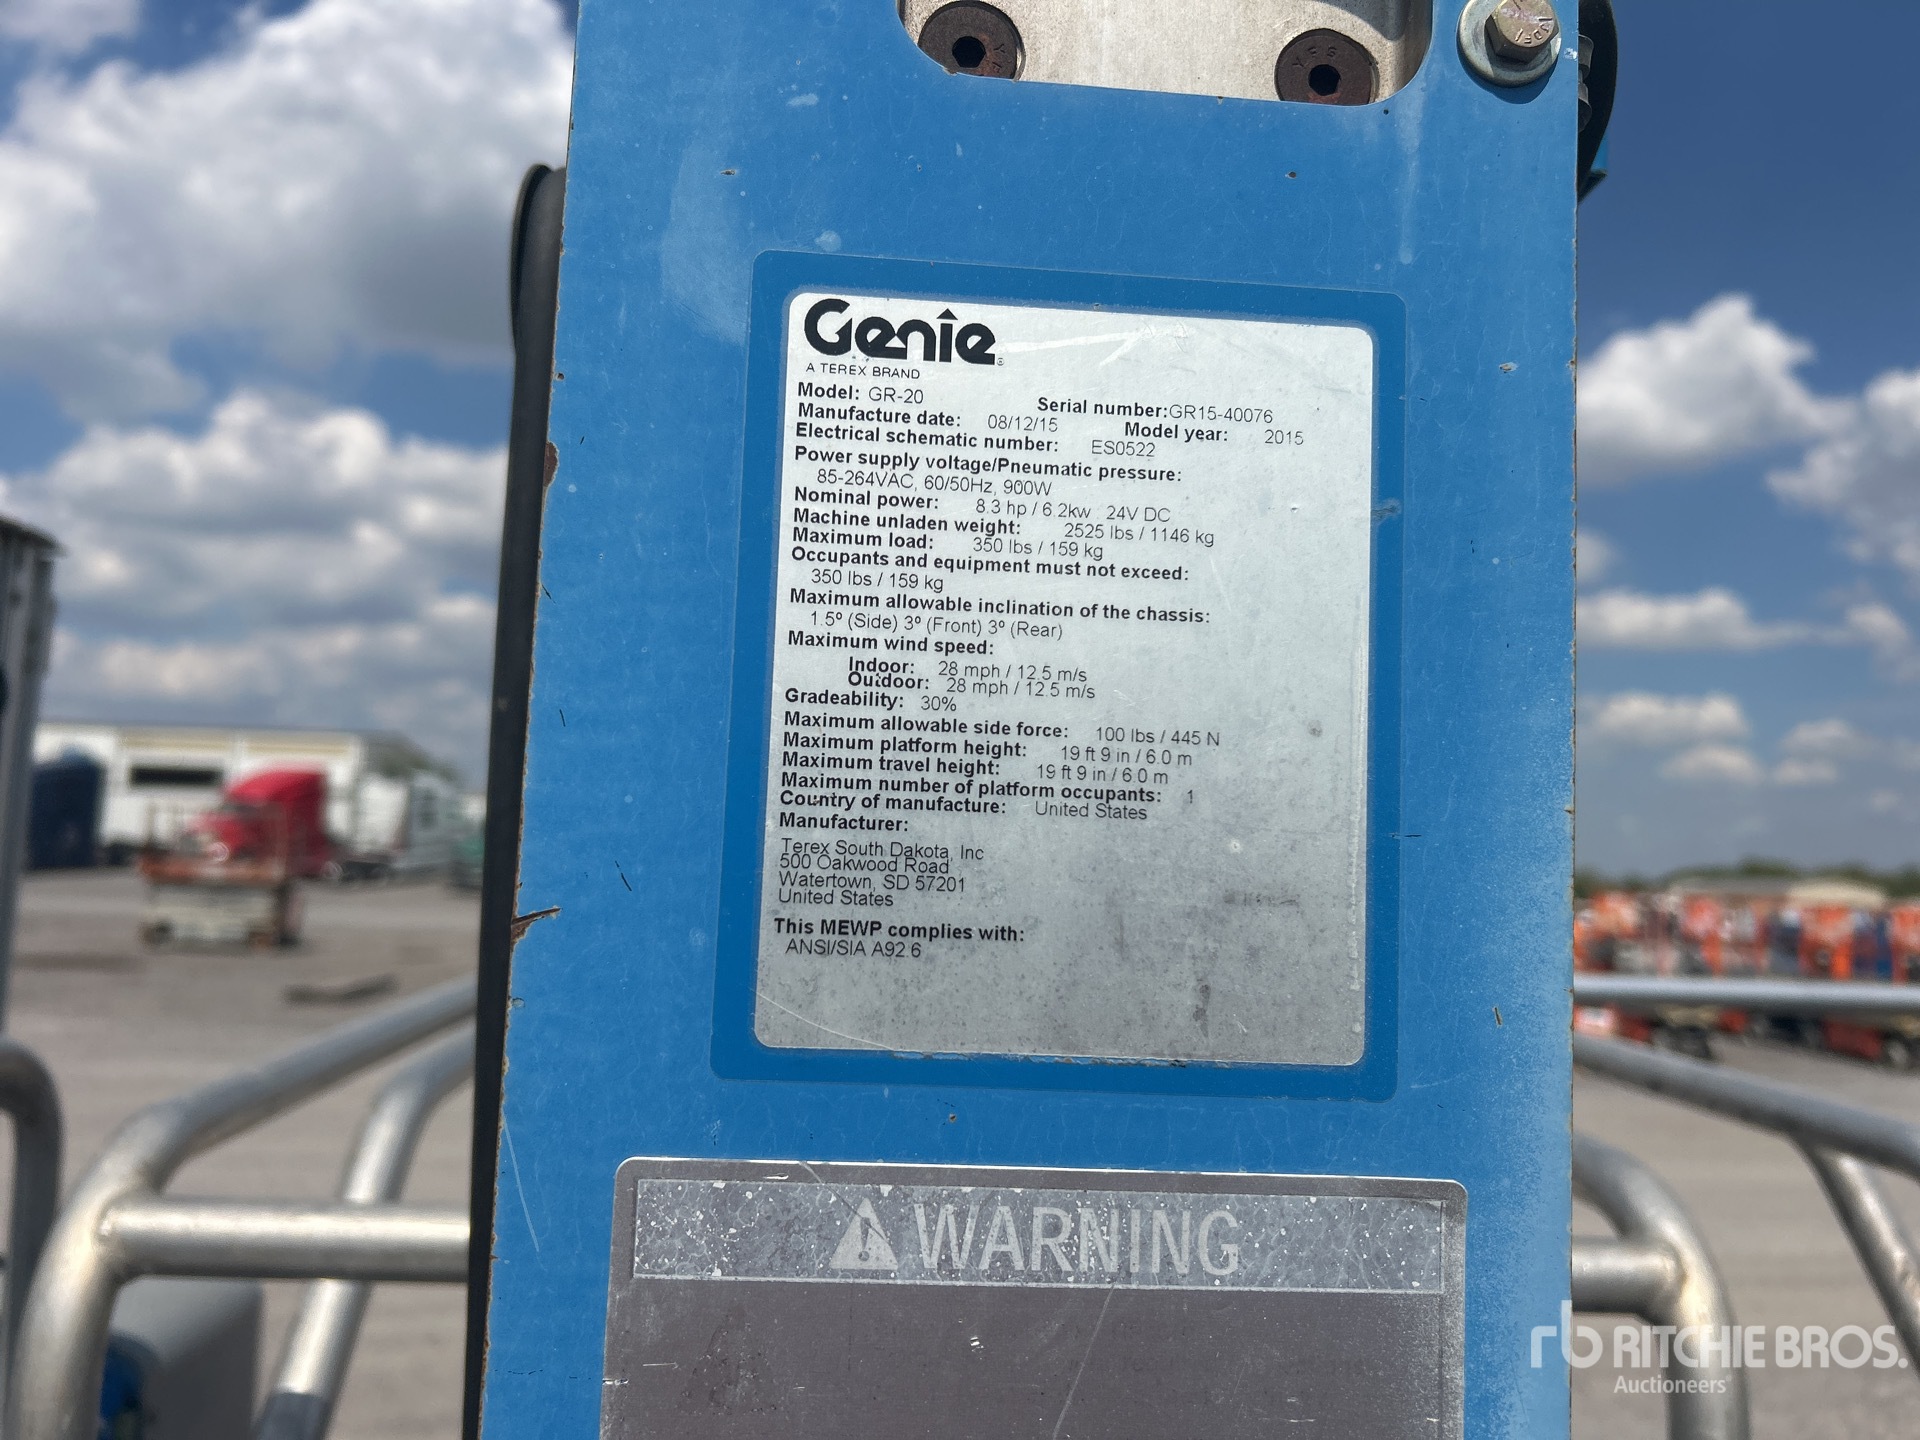 Genie
A TEREX BRAND
Model: GR-20 Serial number:GR15-40076
Manufacture date: 08/12/15 Model year: 2015
Electrical schematic number: ES0522
Power supply voltage/Pneumatic pressure:
85-264VAC, 60/50Hz, 900W
Nominal power: 8.3 hp / 6.2kw 24V DC
Machine unladen weight: 2525 lbs / 1146 kg
Maximum load: 350 lbs / 159 kg
Occupants and equipment must not exceed:
350 lbs / 159 kg
Maximum allowable inclination of the chassis:
1.5º (Side) 3º (Front) 3º (Rear)
Maximum wind speed:
Indoor: 28 mph / 12.5 m/s
Outdoor: 28 mph / 12.5 m/s
Gradeability: 30%
Maximum allowable side force: 100 lbs / 445 N
Maximum platform height: 19 ft 9 in / 6.0 m
Maximum travel height: 19 ft 9 in / 6.0 m
Maximum number of platform occupants: 1
Country of manufacture: United States
Manufacturer:
Terex South Dakota, Inc
500 Oakwood Road
Watertown, SD 57201
United States
This MEWP complies with:
ANSI/SIA A92.6
WARNING
rb RITCHIE BROS.
Auctioneers